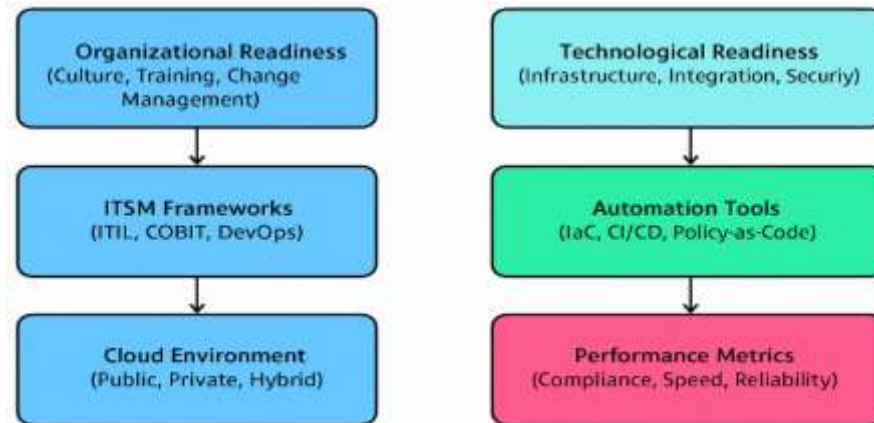 Organizational Readiness
(Culture, Training, Change
Management)
ITSM Frameworks
(ITIL, COBIT, DevOps)
Cloud Environment
(Public, Private, Hybrid)
Technological Readiness
(Infrastructure, Integration, Securiy)
Automation Tools
(IaC, CI/CD, Policy-as-Code)
Performance Metrics
(Compliance, Speed, Reliability)